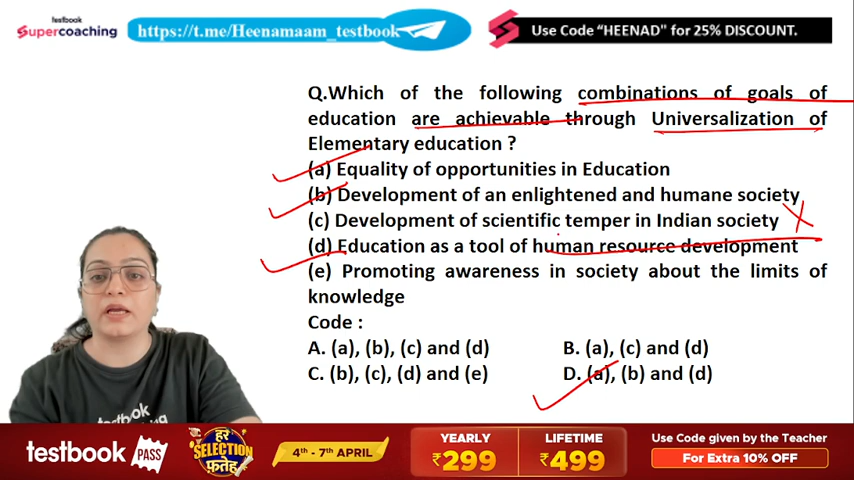 testbook
Supercoaching
https://t.me/Heenamaam_testbook
Use Code “HEENAD" for 25% DISCOUNT.
Q.Which of the following combinations of goals of
education are achievable through Universalization of
Elementary education ?
(a) Equality of opportunities in Education
(b) Development of an enlightened and humane society
(c) Development of scientific temper in Indian society
(d) Education as a tool of human resource development
(e) Promoting awareness in society about the limits of
knowledge
Code :
A. (a), (b), (c) and (d)
B. (a), (c) and (d)
C. (b), (c), (d) and (e)
D. (a), (b) and (d)
testbook
testbook
PASS
हर
SELECTION
फतेह
4th - 7th APRIL
YEARLY
₹299
LIFETIME
₹499
Use Code given by the Teacher
For Extra 10% OFF